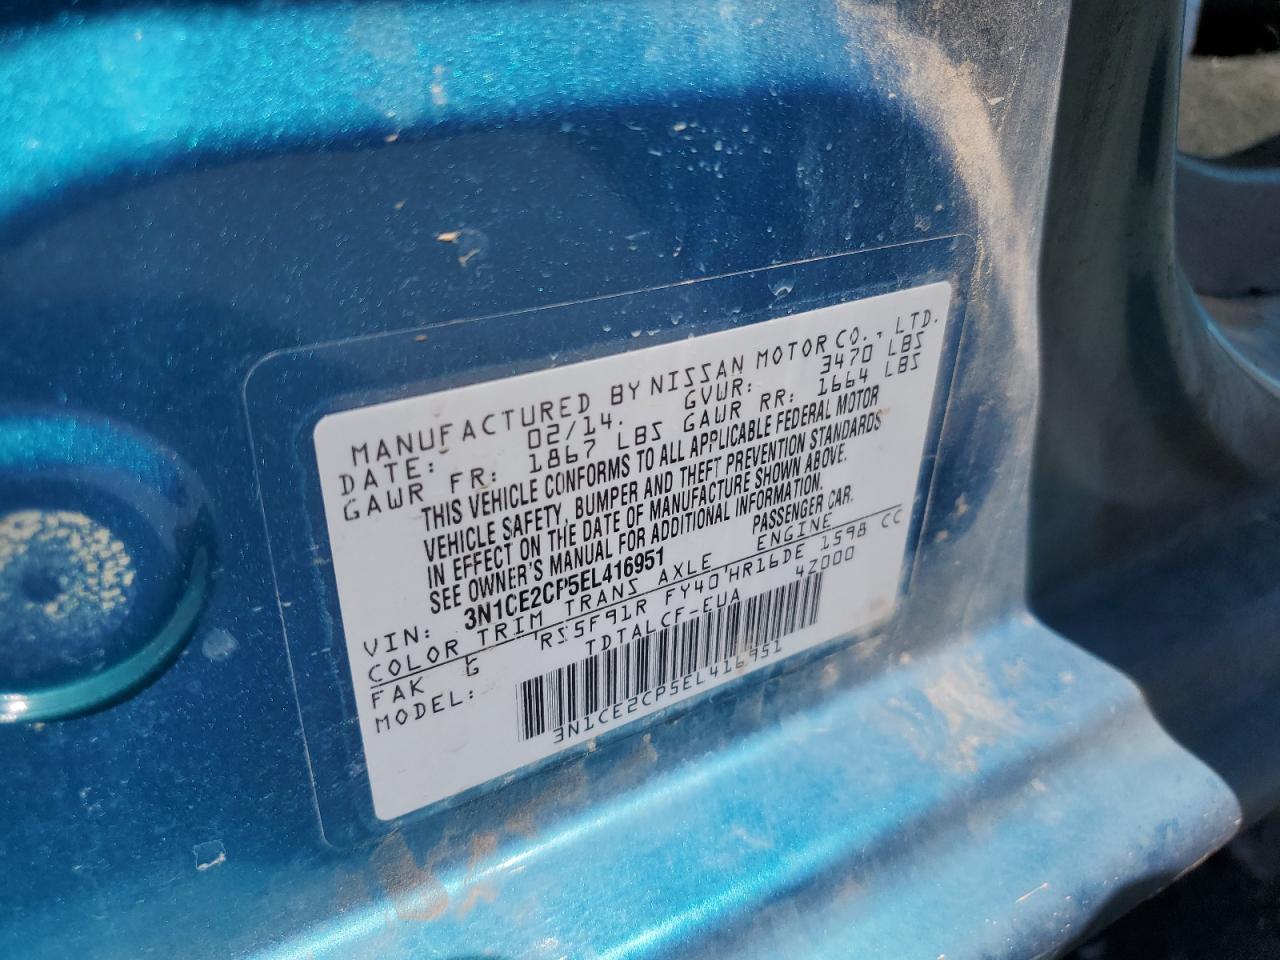 MANUFACTURED BY NISSAN MOTOR CO., LTD.
DATE: 02/14. GVWR: 3470 LBS
GAWR FR: 1867 LBS GAWR RR: 1664 LBS
THIS VEHICLE CONFORMS TO ALL APPLICABLE FEDERAL MOTOR
VEHICLE SAFETY, BUMPER AND THEFT PREVENTION STANDARDS
IN EFFECT ON THE DATE OF MANUFACTURE SHOWN ABOVE.
SEE OWNER'S MANUAL FOR ADDITIONAL INFORMATION.
VIN: 3N1CE2CP5EL416951 PASSENGER CAR.
COLOR TRIM TRANS AXLE ENGINE
FAK G RS5F91R FY40 HR16DE 1598 CC
MODEL: TDTALCF-EUA 42000
3N1CE2CP5EL416951